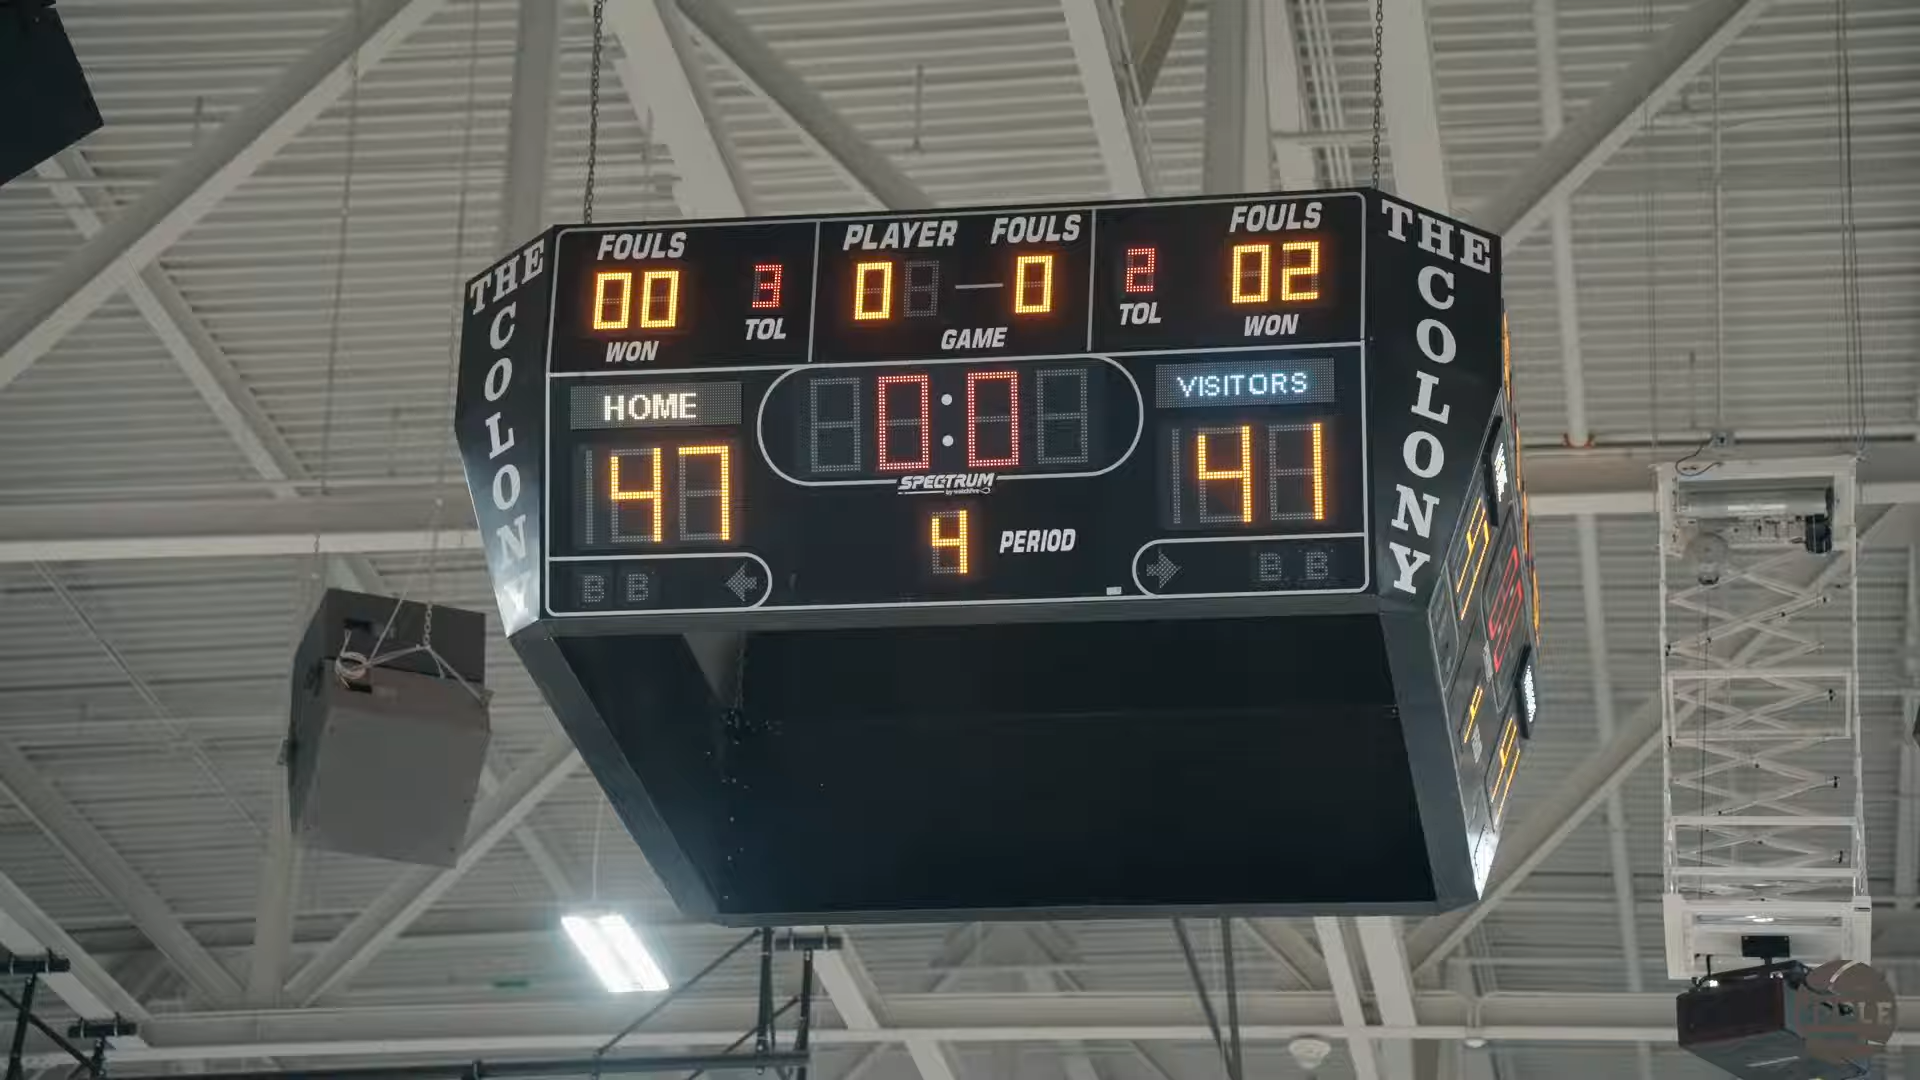 THE COLONY
FOULS
PLAYER FOULS
FOULS
THE COLONY
00 3
0 — 0
2 02
WON TOL
GAME
TOL WON
HOME
0:0
VISITORS
47
SPECTRUM
41
4 PERIOD
B B
B B